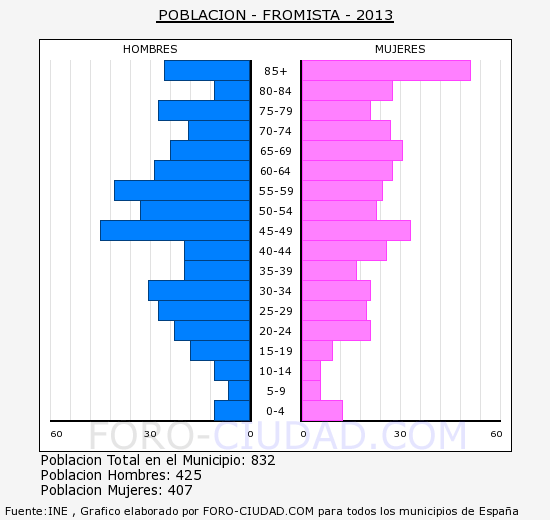 POBLACION - FROMISTA - 2013
HOMBRES MUJERES
85+
80-84
75-79
70-74
65-69
60-64
55-59
50-54
45-49
40-44
35-39
30-34
25-29
20-24
15-19
10-14
5-9
0-4
60 30 0 0 30 60
FORO-CIUDAD.COM
Poblacion Total en el Municipio: 832
Poblacion Hombres: 425
Poblacion Mujeres: 407
Fuente:INE , Grafico elaborado por FORO-CIUDAD.COM para todos los municipios de España